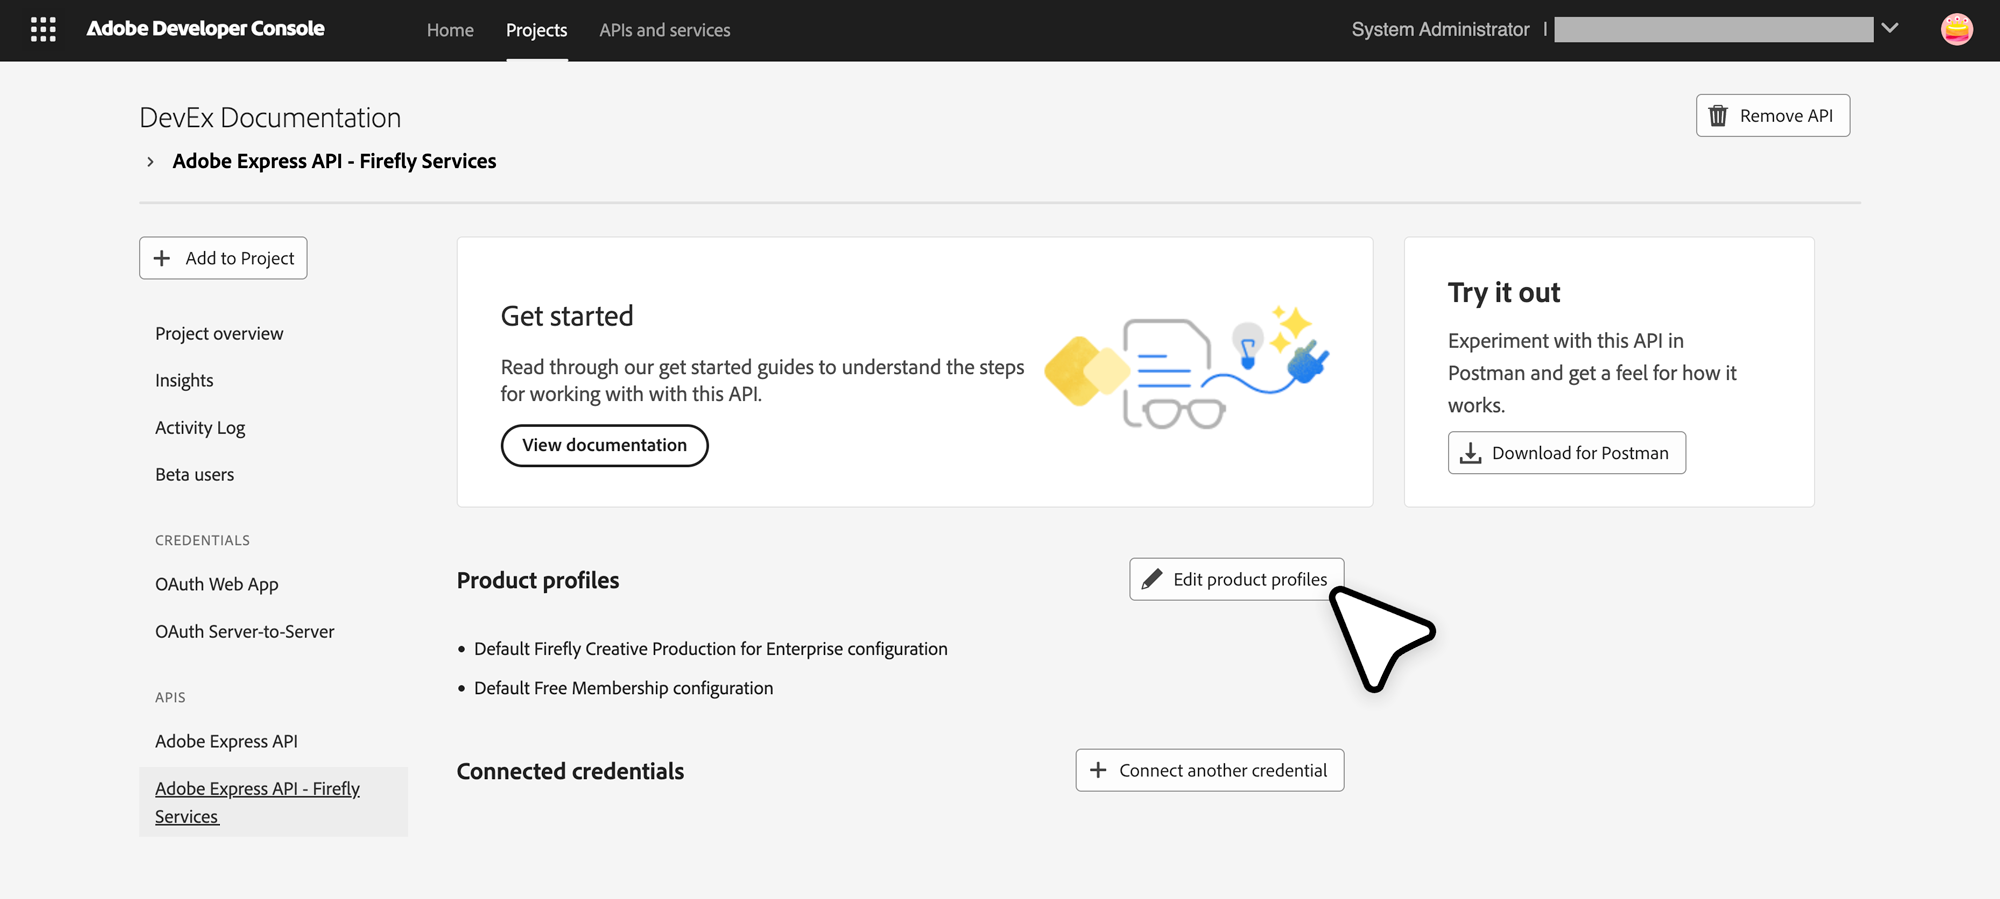 Adobe Developer Console
Home
Projects
APIs and services
System Administrator |
DevEx Documentation
Remove API
Adobe Express API - Firefly Services
Add to Project
Project overview
Insights
Activity Log
Beta users
CREDENTIALS
OAuth Web App
OAuth Server-to-Server
APIS
Adobe Express API
Adobe Express API - Firefly
Services
Get started
Read through our get started guides to understand the steps
for working with with this API.
View documentation
Try it out
Experiment with this API in
Postman and get a feel for how it
works.
Download for Postman
Product profiles
Edit product profiles
Default Firefly Creative Production for Enterprise configuration
Default Free Membership configuration
Connected credentials
Connect another credential